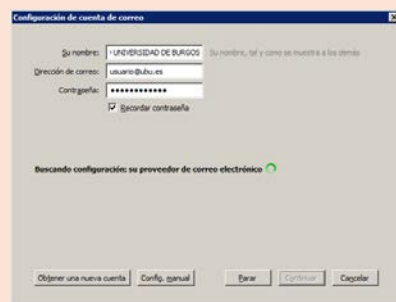 Configuración de cuenta de correo
Su nombre: - UNIVERSIDAD DE BURGOS Su nombre, tal y como se muestra a los demás
Dirección de correo: usuario@ubu.es
Contraseña: ••••••••••••
Recordar contraseña
Buscando configuración: su proveedor de correo electrónico
Obtener una nueva cuenta Config. manual Parar Continuar Cancelar